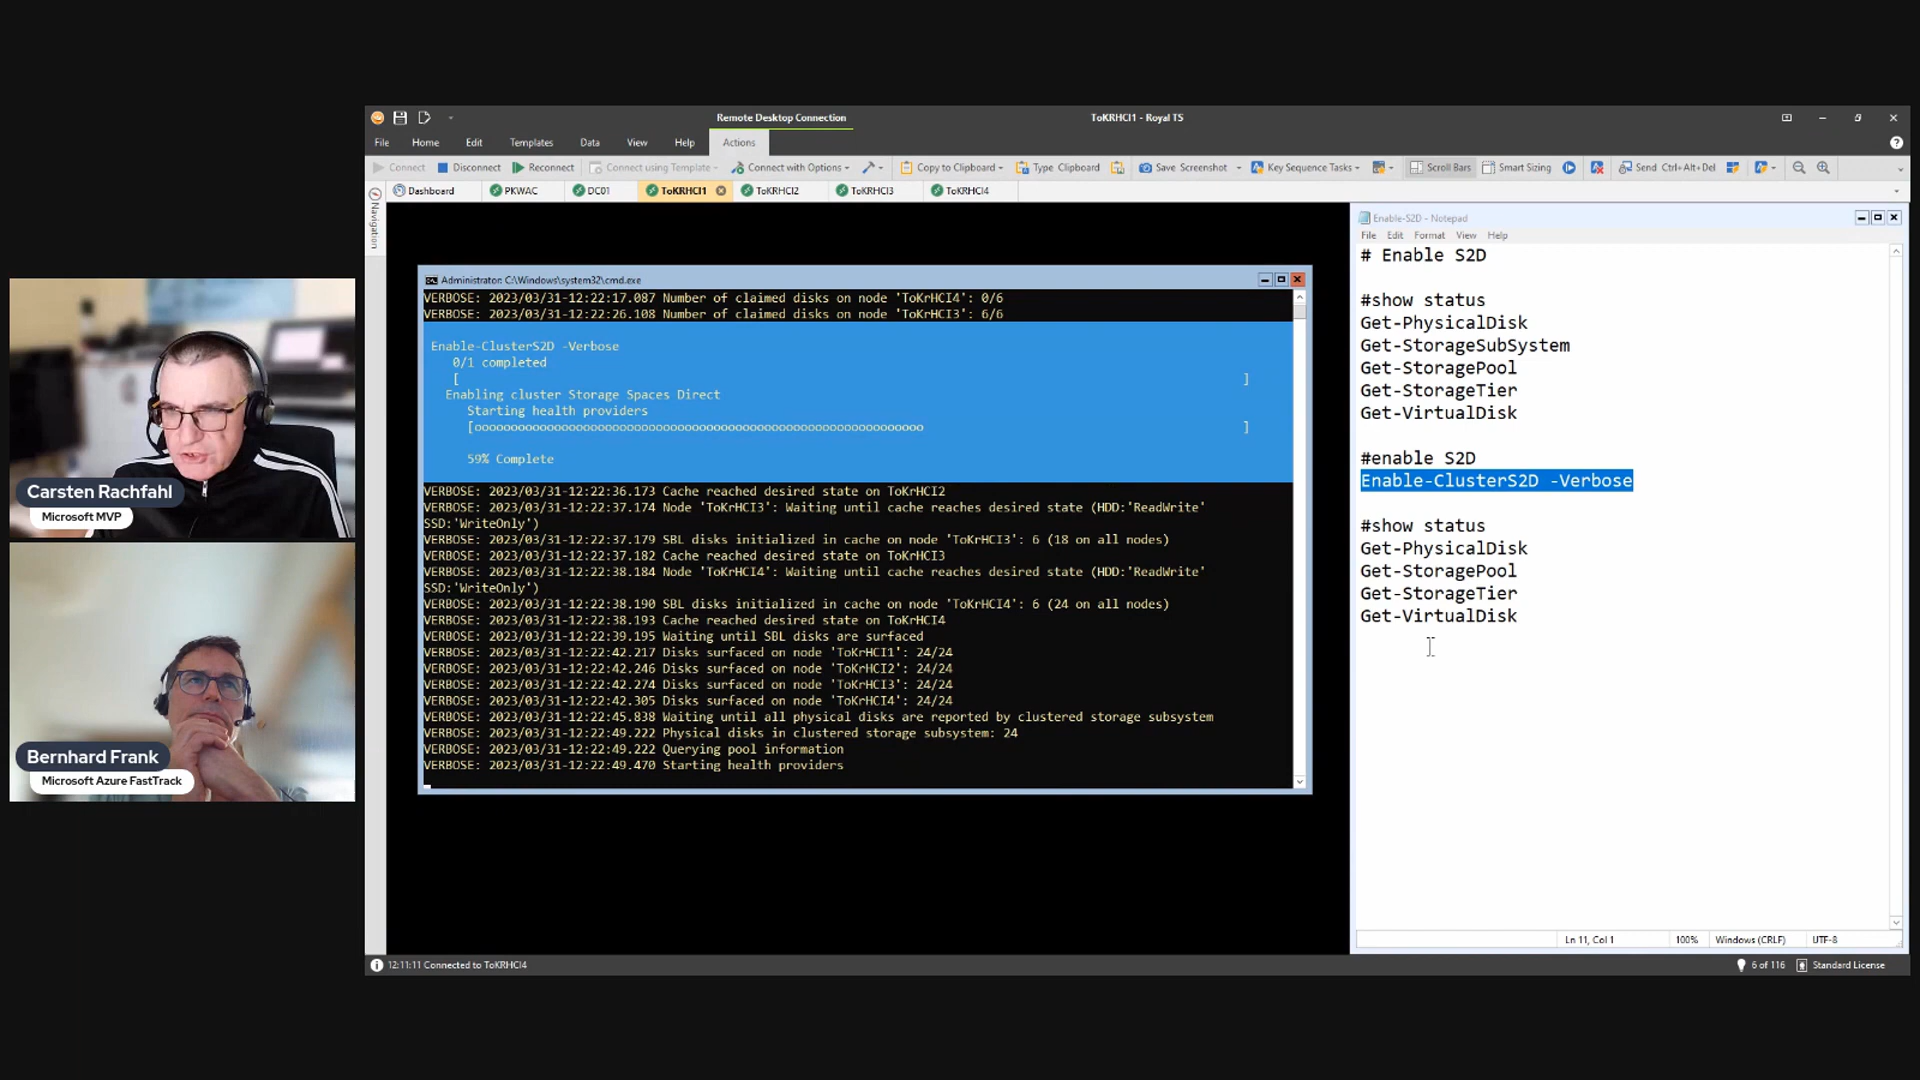 Remote Desktop Connection
ToKRHCI1 - Royal TS
File Home Edit Templates Data View Help Actions
Connect Disconnect Reconnect Connect using Template Connect with Options Copy to Clipboard Type Clipboard Save Screenshot Key Sequence Tasks Scroll Bars Smart Sizing Send Ctrl+Alt+Del
Dashboard PKWAC DC01 ToKRHCI1 ToKRHCI2 ToKRHCI3 ToKRHCI4
Navigation
Administrator: C:\Windows\system32\cmd.exe
VERBOSE: 2023/03/31-12:22:17.087 Number of claimed disks on node 'ToKrHCI4': 0/6
VERBOSE: 2023/03/31-12:22:26.108 Number of claimed disks on node 'ToKrHCI3': 6/6
Enable-ClusterS2D -Verbose
0/1 completed
[ ]
Enabling cluster Storage Spaces Direct
Starting health providers
[oooooooooooooooooooooooooooooooooooooooooooooooooooooooooooooo ]
59% Complete
VERBOSE: 2023/03/31-12:22:36.173 Cache reached desired state on ToKrHCI2
VERBOSE: 2023/03/31-12:22:37.174 Node 'ToKrHCI3': Waiting until cache reaches desired state (HDD:'ReadWrite'
SSD:'WriteOnly')
VERBOSE: 2023/03/31-12:22:37.179 SBL disks initialized in cache on node 'ToKrHCI3': 6 (18 on all nodes)
VERBOSE: 2023/03/31-12:22:37.182 Cache reached desired state on ToKrHCI3
VERBOSE: 2023/03/31-12:22:38.184 Node 'ToKrHCI4': Waiting until cache reaches desired state (HDD:'ReadWrite'
SSD:'WriteOnly')
VERBOSE: 2023/03/31-12:22:38.190 SBL disks initialized in cache on node 'ToKrHCI4': 6 (24 on all nodes)
VERBOSE: 2023/03/31-12:22:38.193 Cache reached desired state on ToKrHCI4
VERBOSE: 2023/03/31-12:22:39.195 Waiting until SBL disks are surfaced
VERBOSE: 2023/03/31-12:22:42.217 Disks surfaced on node 'ToKrHCI1': 24/24
VERBOSE: 2023/03/31-12:22:42.246 Disks surfaced on node 'ToKrHCI2': 24/24
VERBOSE: 2023/03/31-12:22:42.274 Disks surfaced on node 'ToKrHCI3': 24/24
VERBOSE: 2023/03/31-12:22:42.305 Disks surfaced on node 'ToKrHCI4': 24/24
VERBOSE: 2023/03/31-12:22:45.838 Waiting until all physical disks are reported by clustered storage subsystem
VERBOSE: 2023/03/31-12:22:49.222 Physical disks in clustered storage subsystem: 24
VERBOSE: 2023/03/31-12:22:49.222 Querying pool information
VERBOSE: 2023/03/31-12:22:49.470 Starting health providers
Enable-S2D - Notepad
File Edit Format View Help
# Enable S2D
#show status
Get-PhysicalDisk
Get-StorageSubSystem
Get-StoragePool
Get-StorageTier
Get-VirtualDisk
#enable S2D
Enable-ClusterS2D -Verbose
#show status
Get-PhysicalDisk
Get-StoragePool
Get-StorageTier
Get-VirtualDisk
Ln 11, Col 1 100% Windows (CRLF) UTF-8
12:11:11 Connected to ToKRHCI4
6 of 116 Standard License
Carsten Rachfahl
Microsoft MVP
Bernhard Frank
Microsoft Azure FastTrack